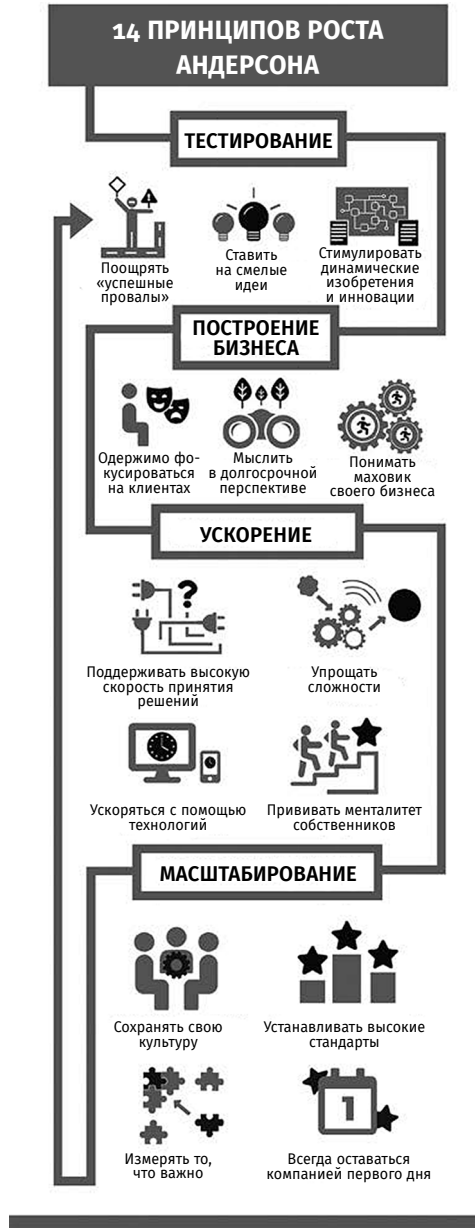 14 ПРИНЦИПОВ РОСТА
АНДЕРСОНА
ТЕСТИРОВАНИЕ
Поощрять
«успешные
провалы»
Ставить
на смелые
идеи
Стимулировать
динамические
изобретения
и инновации
ПОСТРОЕНИЕ
БИЗНЕСА
Одержимо фо-
кусироваться
на клиентах
Мыслить
в долгосрочной
перспективе
Понимать
маховик
своего бизнеса
УСКОРЕНИЕ
?
Поддерживать высокую
скорость принятия
решений
Упрощать
сложности
Ускоряться с помощью
технологий
Прививать менталитет
собственников
МАСШТАБИРОВАНИЕ
Сохранять свою
культуру
Устанавливать высокие
стандарты
Измерять то,
что важно
1
Всегда оставаться
компанией первого дня